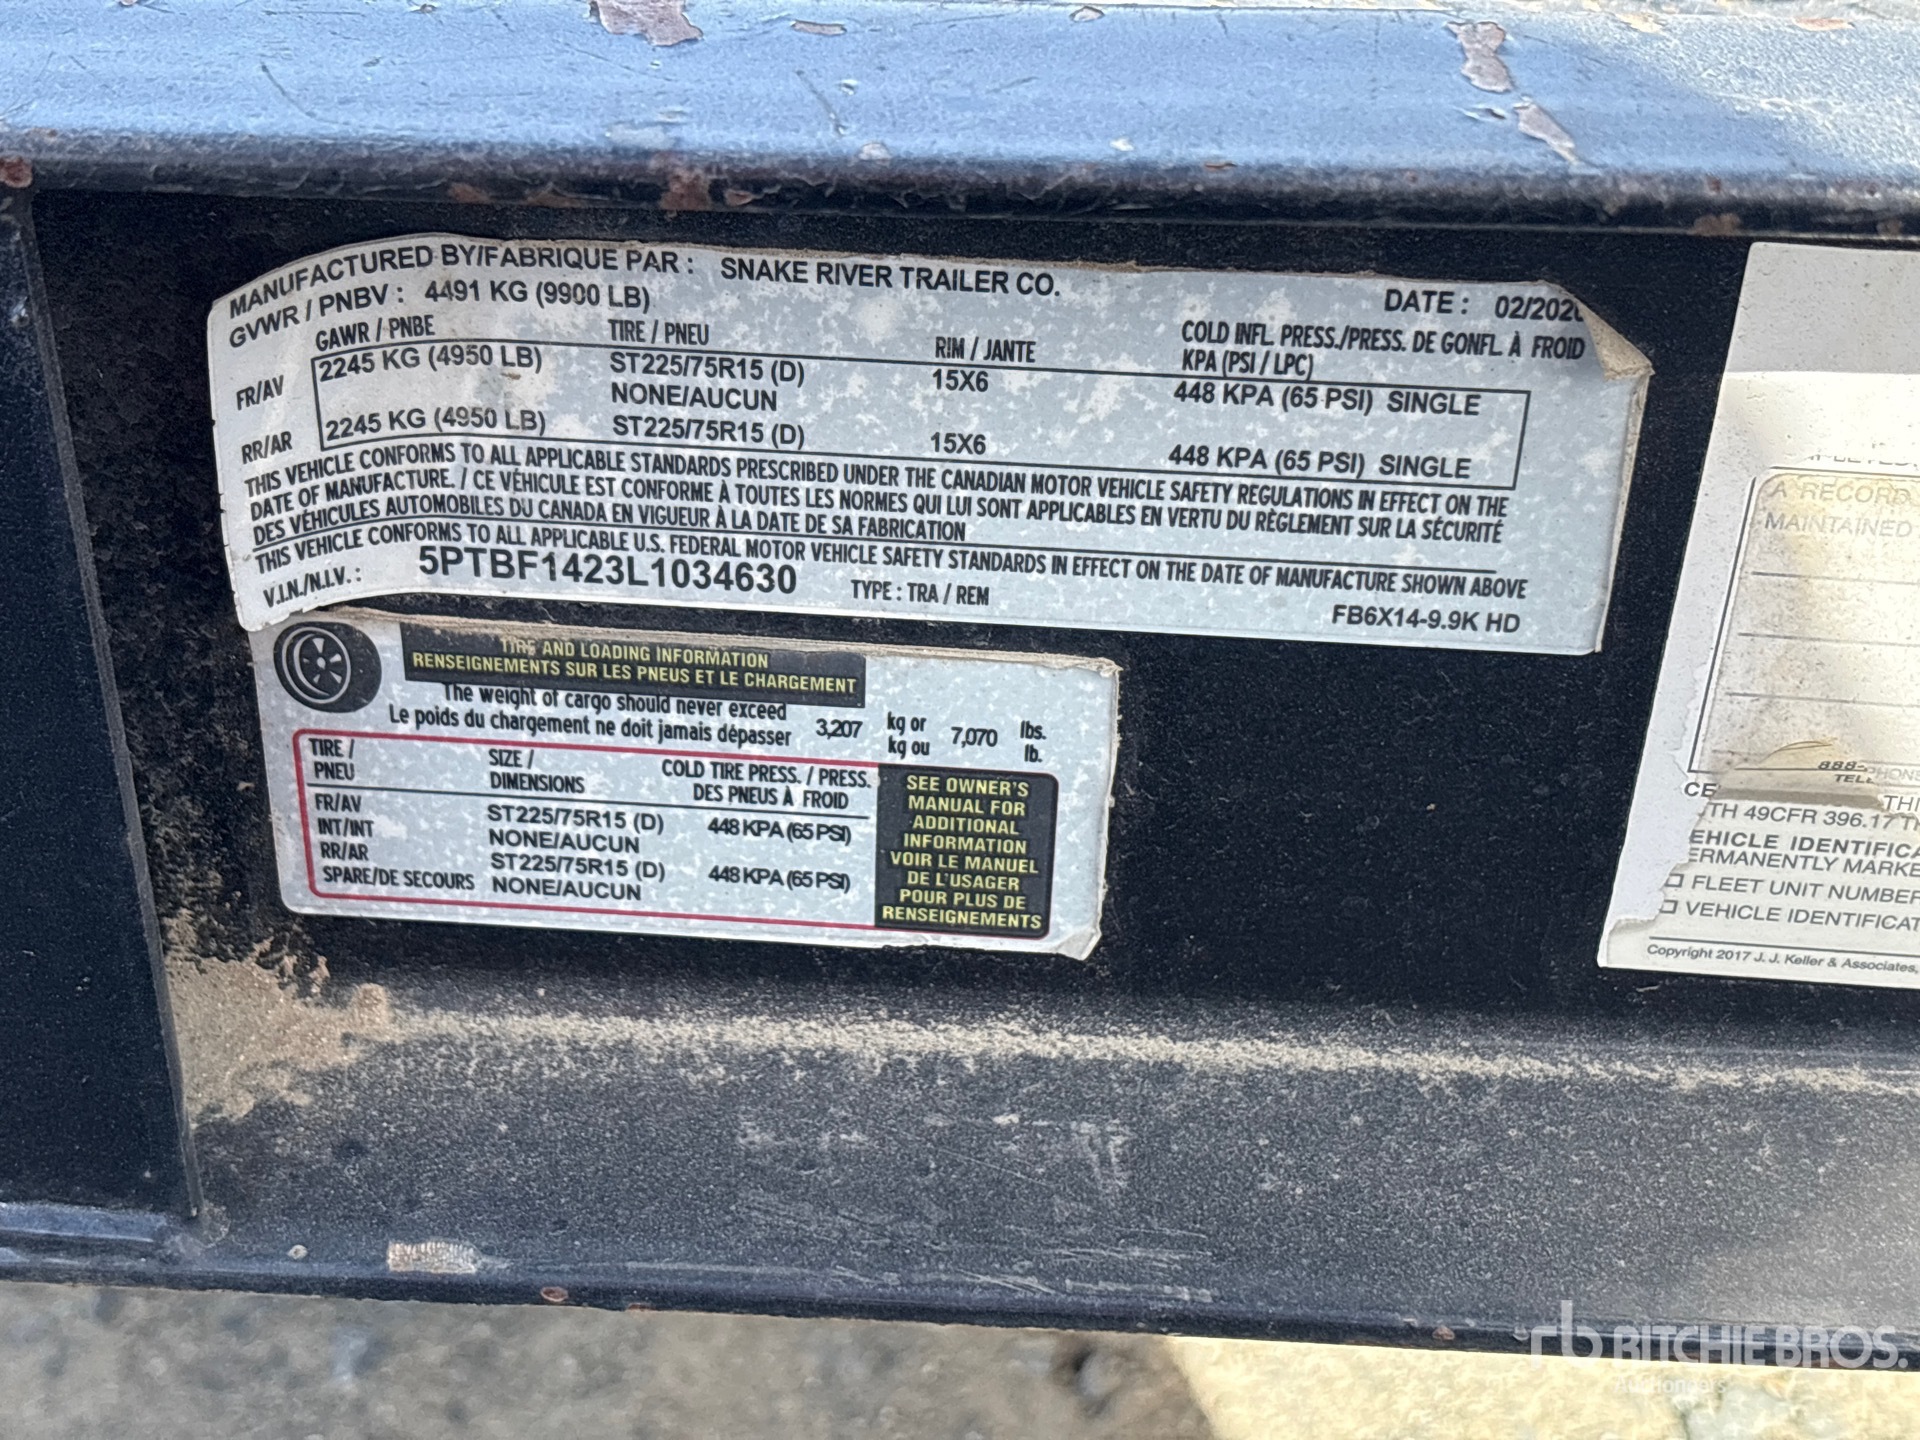 MANUFACTURED BY/FABRIQUE PAR : SNAKE RIVER TRAILER CO. DATE : 02/2020
GVWR / PNBV : 4491 KG (9900 LB)
GAWR / PNBE TIRE / PNEU RIM / JANTE COLD INFL. PRESS./PRESS. DE GONFL. À FROID
KPA (PSI / LPC)
FR/AV 2245 KG (4950 LB) ST225/75R15 (D) 15X6 448 KPA (65 PSI) SINGLE
NONE/AUCUN
RR/AR 2245 KG (4950 LB) ST225/75R15 (D) 15X6 448 KPA (65 PSI) SINGLE
THIS VEHICLE CONFORMS TO ALL APPLICABLE STANDARDS PRESCRIBED UNDER THE CANADIAN MOTOR VEHICLE SAFETY REGULATIONS IN EFFECT ON THE
DATE OF MANUFACTURE. / CE VÉHICULE EST CONFORME À TOUTES LES NORMES QUI LUI SONT APPLICABLES EN VERTU DU RÈGLEMENT SUR LA SÉCURITÉ
DES VÉHICULES AUTOMOBILES DU CANADA EN VIGUEUR À LA DATE DE SA FABRICATION
THIS VEHICLE CONFORMS TO ALL APPLICABLE U.S. FEDERAL MOTOR VEHICLE SAFETY STANDARDS IN EFFECT ON THE DATE OF MANUFACTURE SHOWN ABOVE
V.I.N./N.I.V. : 5PTBF1423L1034630 TYPE : TRA / REM FB6X14-9.9K HD
TIRE AND LOADING INFORMATION
RENSEIGNEMENTS SUR LES PNEUS ET LE CHARGEMENT
The weight of cargo should never exceed 3,207 kg or 7,070 lbs.
Le poids du chargement ne doit jamais dépasser kg ou lb.
TIRE / PNEU SIZE / DIMENSIONS COLD TIRE PRESS. / PRESS. DES PNEUS À FROID
FR/AV ST225/75R15 (D) 448 KPA (65 PSI)
INT/INT NONE/AUCUN
RR/AR ST225/75R15 (D) 448 KPA (65 PSI)
SPARE/DE SECOURS NONE/AUCUN
SEE OWNER'S
MANUAL FOR
ADDITIONAL
INFORMATION
VOIR LE MANUEL
DE L'USAGER
POUR PLUS DE
RENSEIGNEMENTS
A RECORD
MAINTAINED
888-
TELE PHONE
CE THI
TH 49CFR 396.17 TH
EHICLE IDENTIFICA
ERMANENTLY MARKE
FLEET UNIT NUMBER
VEHICLE IDENTIFICAT
Copyright 2017 J. J. Keller & Associates,
rb RITCHIE BROS.
Auctioneers